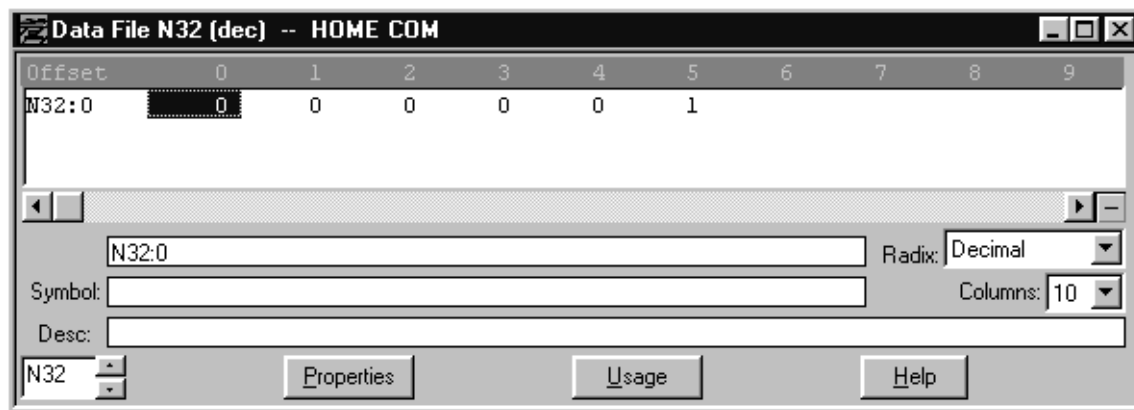 Data File N32 (dec) -- HOME COM
Offset 0 1 2 3 4 5 6 7 8 9
N32:0 0 0 0 0 0 1
N32:0 Radix: Decimal
Symbol: Columns: 10
Desc:
N32 Properties Usage Help